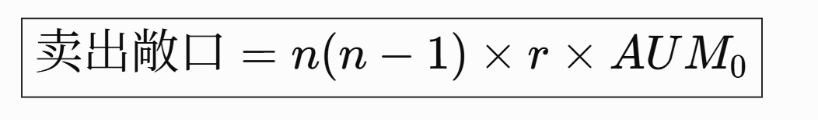 卖出敞口 = n(n − 1) × r × AUM₀